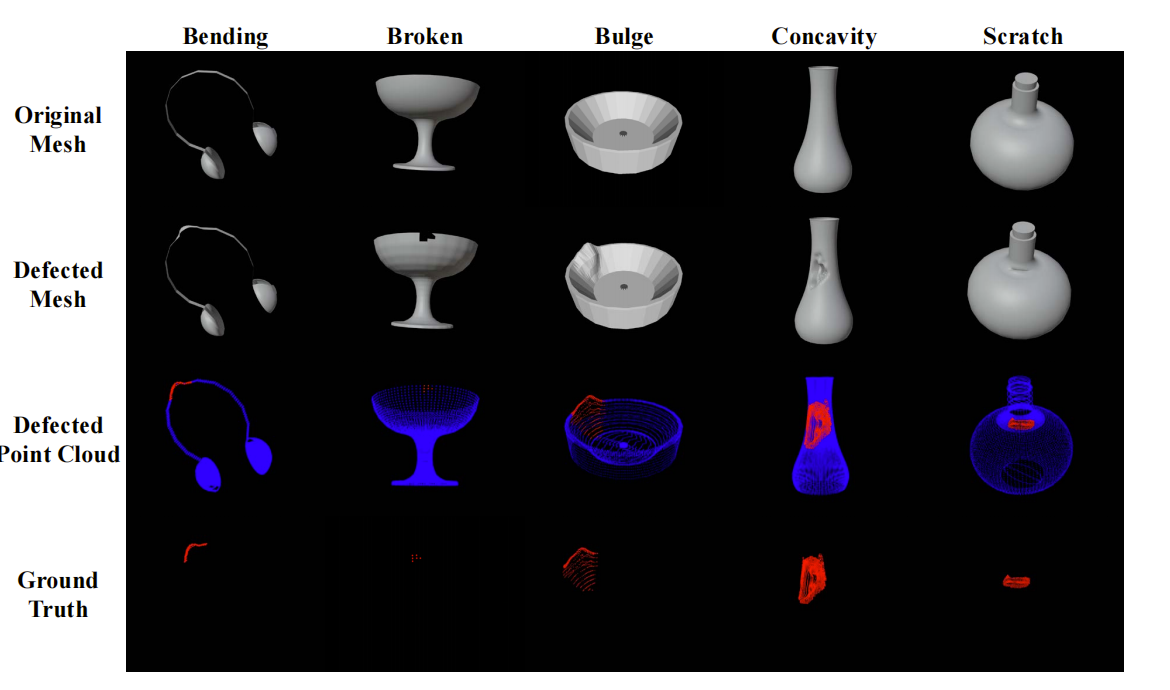 Bending Broken Bulge Concavity Scratch
Original
Mesh
Defected
Mesh
Defected
Point Cloud
Ground
Truth